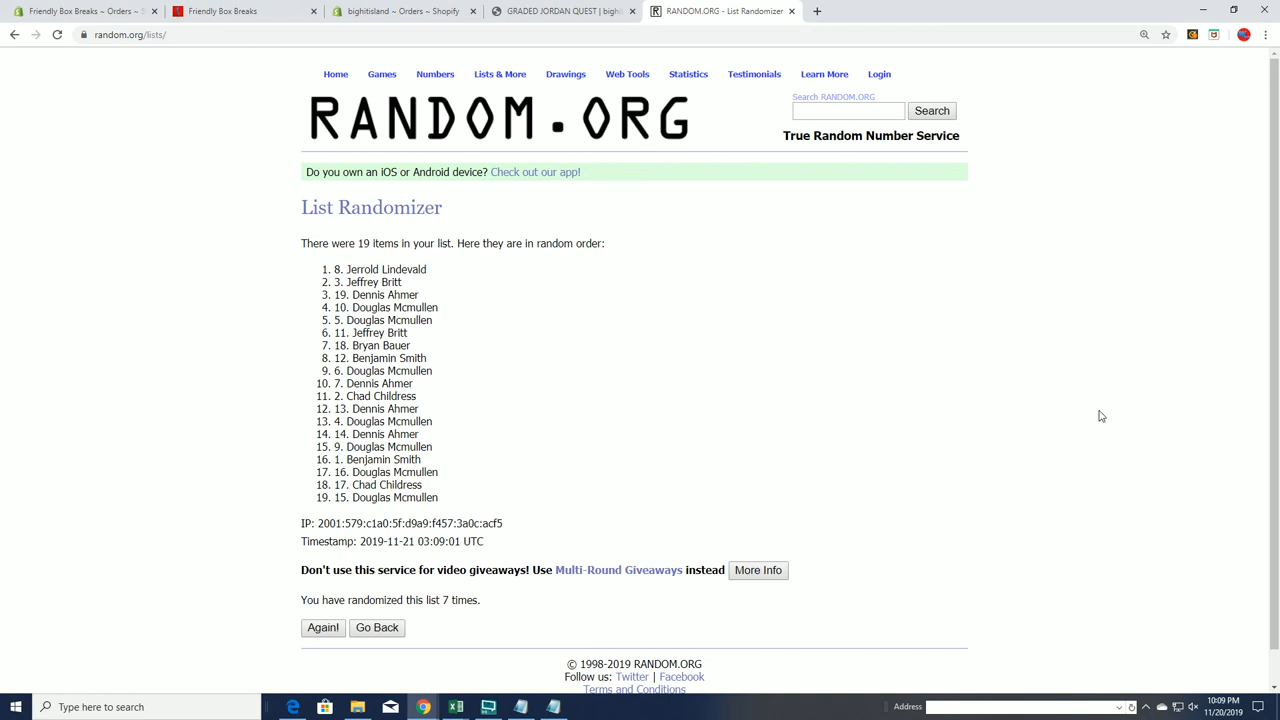 Friendly Box Breaks ~ Orders ~ S
Friendly Box Breaks
bightisland ~ Orders ~ Shopify
GRADED JORDAN QUEST | bight
RANDOM.ORG - List Randomizer
random.org/lists/
Home Games Numbers Lists & More Drawings Web Tools Statistics Testimonials Learn More Login
RANDOM.ORG
Search RANDOM.ORG
Search
True Random Number Service
Do you own an iOS or Android device? Check out our app!
List Randomizer
There were 19 items in your list. Here they are in random order:
1. 8. Jerrold Lindevald
2. 3. Jeffrey Britt
3. 19. Dennis Ahmer
4. 10. Douglas Mcmullen
5. 5. Douglas Mcmullen
6. 11. Jeffrey Britt
7. 18. Bryan Bauer
8. 12. Benjamin Smith
9. 6. Douglas Mcmullen
10. 7. Dennis Ahmer
11. 2. Chad Childress
12. 13. Dennis Ahmer
13. 4. Douglas Mcmullen
14. 14. Dennis Ahmer
15. 9. Douglas Mcmullen
16. 1. Benjamin Smith
17. 16. Douglas Mcmullen
18. 17. Chad Childress
19. 15. Douglas Mcmullen
IP: 2001:579:c1a0:5f:d9a9:f457:3a0c:acf5
Timestamp: 2019-11-21 03:09:01 UTC
Don't use this service for video giveaways! Use Multi-Round Giveaways instead More Info
You have randomized this list 7 times.
Again! Go Back
© 1998-2019 RANDOM.ORG
Follow us: Twitter | Facebook
Terms and Conditions
Type here to search
Address
10:09 PM
11/20/2019